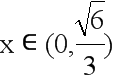 x ∈ (0, √6/3)